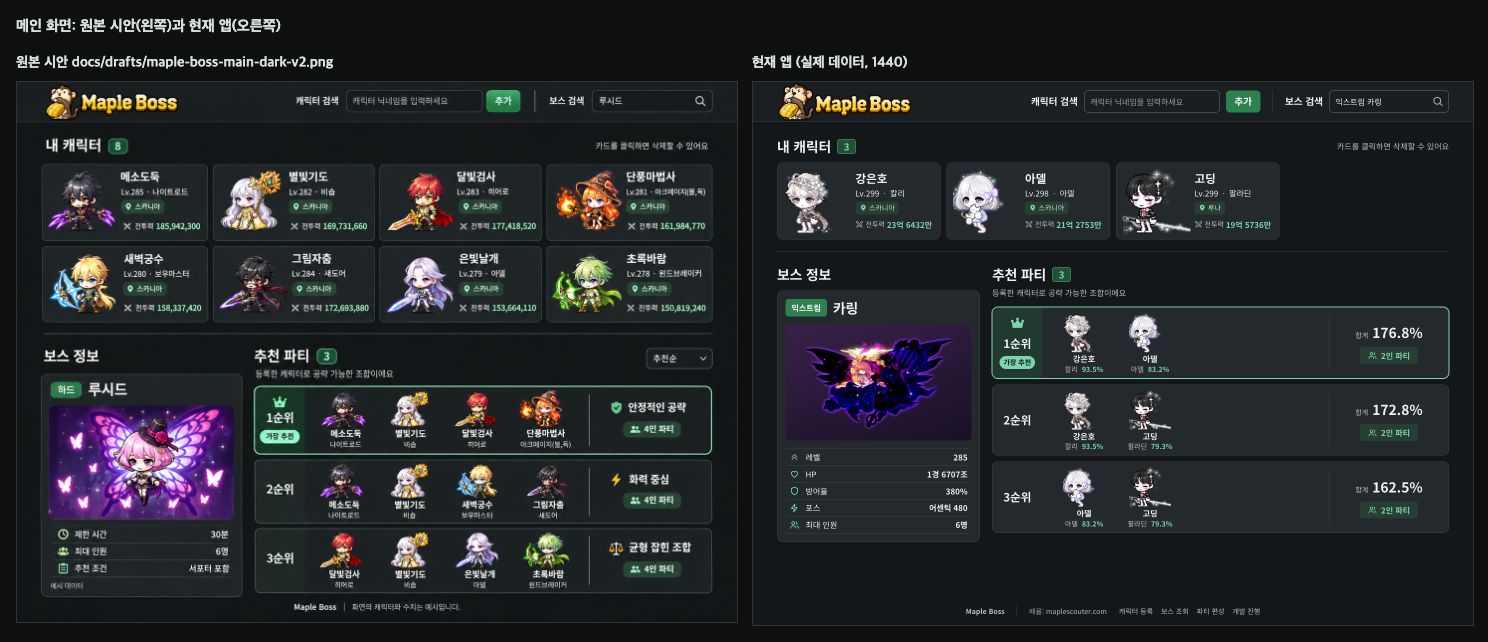 메인 화면: 원본 시안(왼쪽)과 현재 앱(오른쪽)
원본 시안 docs/drafts/maple-boss-main-dark-v2.png
Maple Boss
캐릭터 검색
캐릭터 닉네임을 입력하세요
추가
보스 검색
루시드
내 캐릭터 8
카드를 클릭하면 삭제할 수 있어요
메소도둑
Lv.285 · 나이트로드
스카니아
전투력 185,942,300
별빛기도
Lv.282 · 비숍
스카니아
전투력 169,731,660
달빛검사
Lv.283 · 히어로
스카니아
전투력 177,418,520
단풍마법사
Lv.281 · 아크메이지(불,독)
스카니아
전투력 161,984,770
새벽궁수
Lv.280 · 보우마스터
스카니아
전투력 158,337,420
그림자춤
Lv.284 · 섀도어
스카니아
전투력 172,693,880
은빛날개
Lv.279 · 아델
스카니아
전투력 153,664,110
초록바람
Lv.278 · 윈드브레이커
스카니아
전투력 150,819,240
보스 정보
하드 루시드
제한 시간 30분
최대 인원 6명
추천 조건 서포터 포함
예시 데이터
추천 파티 3
추천순
등록한 캐릭터로 공략 가능한 조합이에요
1순위
가장 추천
메소도둑
나이트로드
별빛기도
비숍
달빛검사
히어로
단풍마법사
아크메이지(불,독)
안정적인 공략
4인 파티
2순위
메소도둑
나이트로드
별빛기도
비숍
새벽궁수
보우마스터
그림자춤
섀도어
화력 중심
4인 파티
3순위
달빛검사
히어로
별빛기도
비숍
은빛날개
아델
초록바람
윈드브레이커
균형 잡힌 조합
4인 파티
Maple Boss | 화면의 캐릭터와 수치는 예시입니다.
현재 앱 (실제 데이터, 1440)
Maple Boss
캐릭터 검색
캐릭터 닉네임을 입력하세요
추가
보스 검색
익스트림 카링
내 캐릭터 3
카드를 클릭하면 삭제할 수 있어요
강은호
Lv.299 · 칼리
스카니아
전투력 23억 6432만
아델
Lv.298 · 아델
스카니아
전투력 21억 2753만
고딩
Lv.299 · 팔라딘
루나
전투력 19억 5736만
보스 정보
익스트림 카링
레벨 285
HP 1경 6707조
방어율 380%
포스 어센틱 480
최대 인원 6명
추천 파티 3
등록한 캐릭터로 공략 가능한 조합이에요
1순위
가장 추천
강은호
칼리 93.5%
아델
아델 83.2%
합계 176.8%
2인 파티
2순위
강은호
칼리 93.5%
고딩
팔라딘 79.3%
합계 172.8%
2인 파티
3순위
아델
아델 83.2%
고딩
팔라딘 79.3%
합계 162.5%
2인 파티
Maple Boss
배율: maplescouter.com 캐릭터 등록 보스 조회 파티 편성 개발 진행